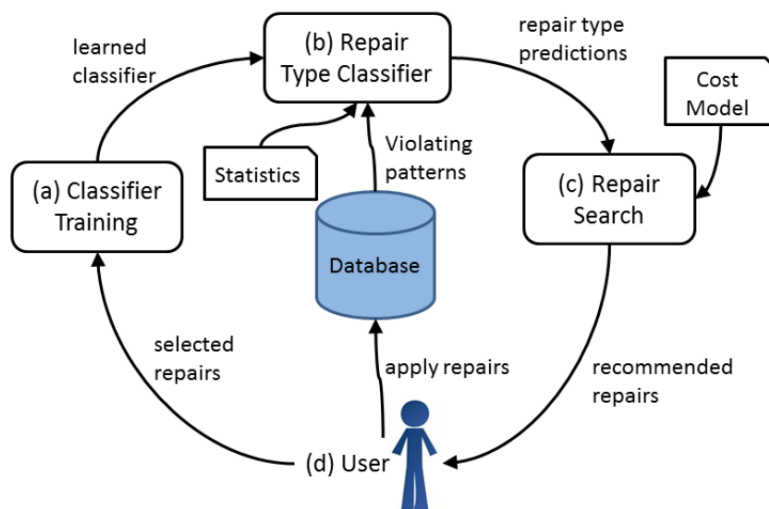 learned
classifier
(b) Repair
Type Classifier
repair type
predictions
Cost
Model
Statistics
Violating
patterns
(a) Classifier
Training
(c) Repair
Search
Database
selected
repairs
apply repairs
recommended
repairs
(d) User